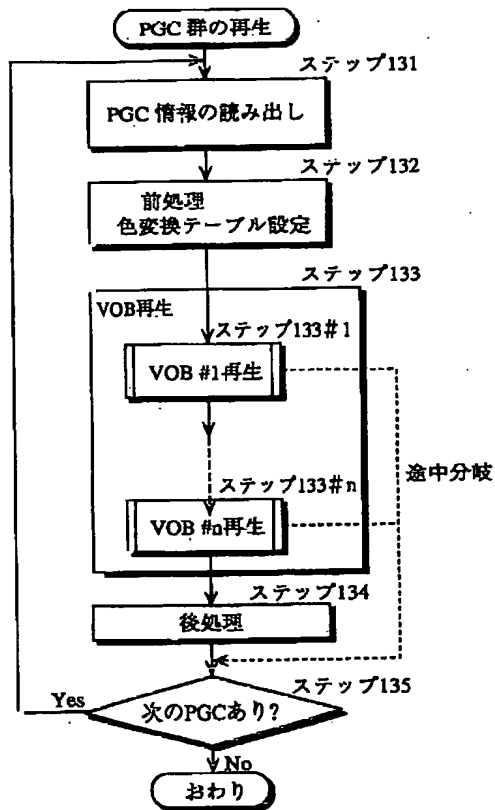 PGC 群の再生
ステップ131
PGC 情報の読み出し
ステップ132
前処理
色変換テーブル設定
ステップ133
VOB再生
ステップ133#1
VOB #1再生
途中分岐
ステップ133#n
VOB #n再生
ステップ134
後処理
ステップ135
Yes
次のPGCあり?
No
おわり